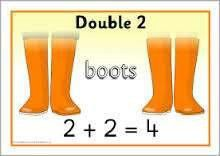 Double 2
boots
2 + 2 = 4